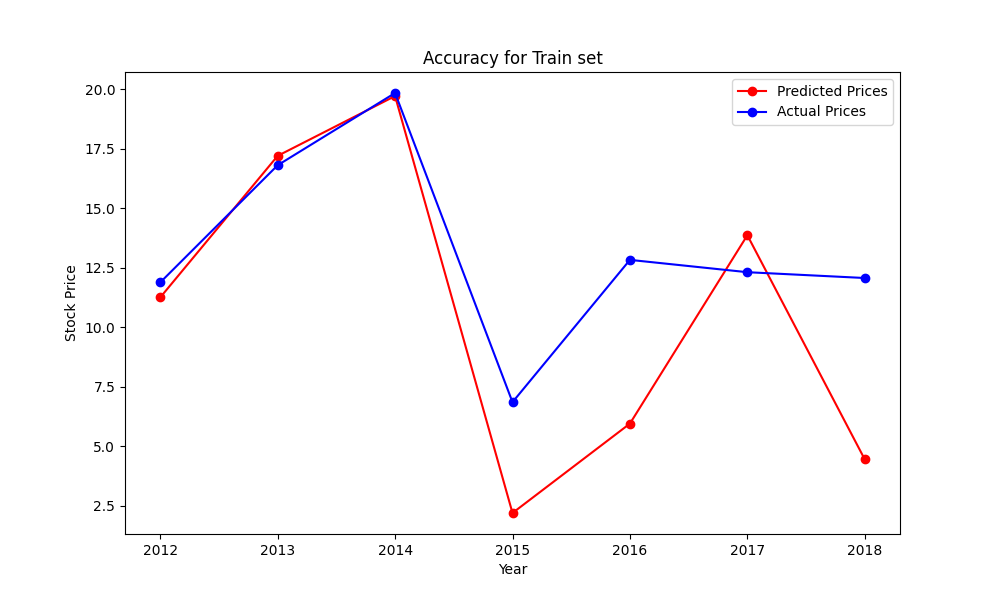 Accuracy for Train set
Predicted Prices
Actual Prices
20.0
17.5
15.0
12.5
10.0
7.5
5.0
2.5
Stock Price
2012 2013 2014 2015 2016 2017 2018
Year